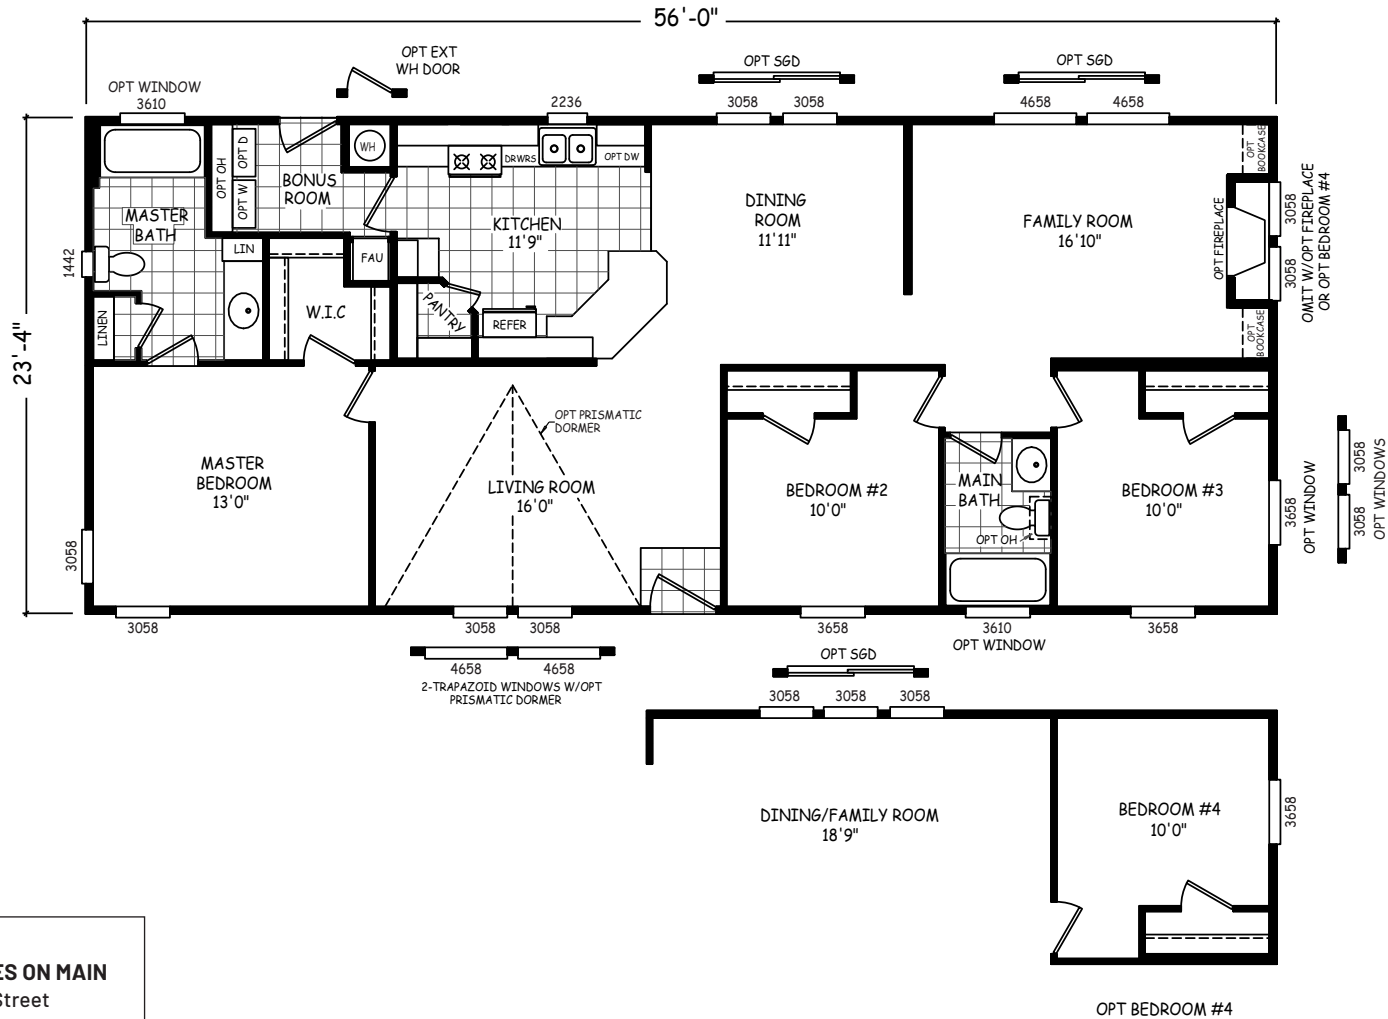 56'-0"
OPT EXT
WH DOOR
OPT SGD
OPT SGD
OPT WINDOW
3610
2236
3058
3058
4658
4658
23'-4"
1442
3058
OPT OH
OPT D
OPT W
BONUS
ROOM
WH
DRWRS
OPT DW
KITCHEN
11'9"
MASTER
BATH
LIN
FAU
LINEN
W.I.C
PANTRY
REFER
DINING
ROOM
11'11"
FAMILY ROOM
16'10"
OPT
BOOKCASE
OPT FIREPLACE
OPT
BOOKCASE
3058
3058
OMIT W/OPT FIREPLACE
OR OPT BEDROOM #4
MASTER
BEDROOM
13'0"
OPT PRISMATIC
DORMER
LIVING ROOM
16'0"
BEDROOM #2
10'0"
MAIN
BATH
OPT OH
BEDROOM #3
10'0"
3658
OPT WINDOW
3058
3058
OPT WINDOWS
3058
3058
3058
3658
3610
OPT WINDOW
3658
4658
4658
2-TRAPAZOID WINDOWS W/OPT
PRISMATIC DORMER
OPT SGD
3058
3058
3058
DINING/FAMILY ROOM
18'9"
BEDROOM #4
10'0"
3658
OPT BEDROOM #4
ES ON MAIN
Street